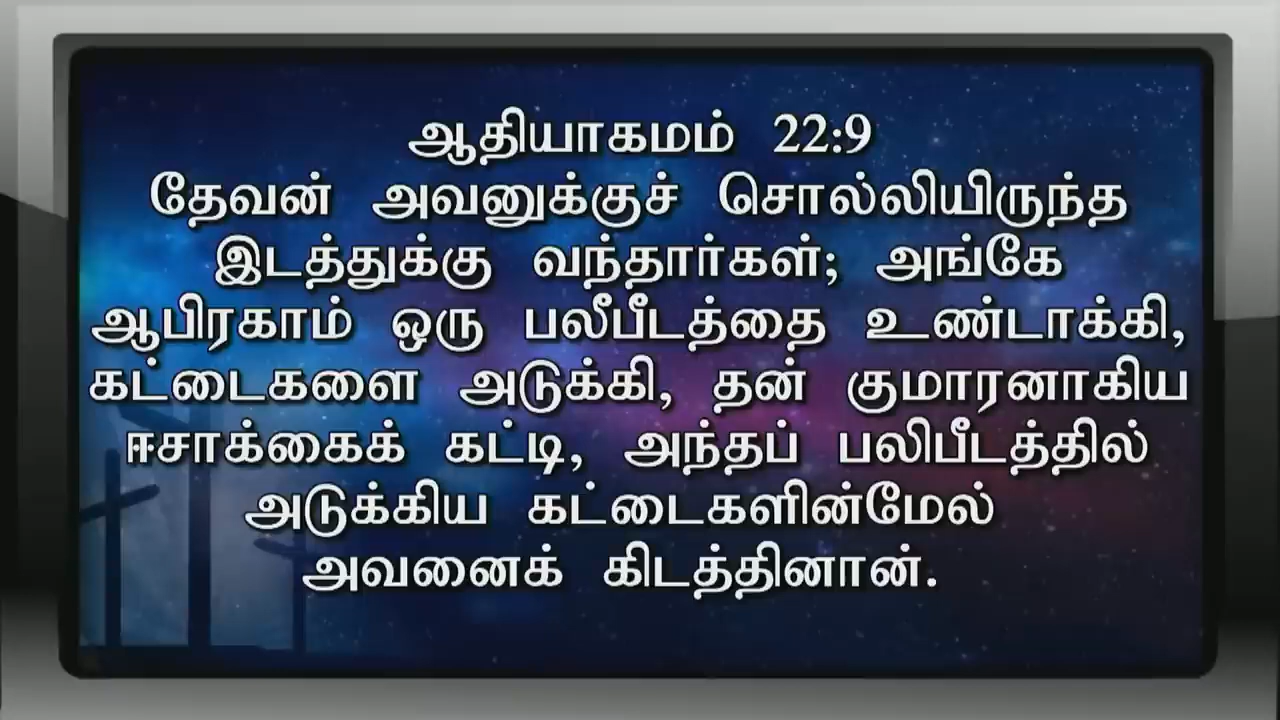 ஆதியாகமம் 22:9
தேவன் அவனுக்குச் சொல்லியிருந்த
இடத்துக்கு வந்தார்கள்; அங்கே
ஆபிரகாம் ஒரு பலீபீடத்தை உண்டாக்கி,
கட்டைகளை அடுக்கி, தன் குமாரனாகிய
ஈசாக்கைக் கட்டி, அந்தப் பலிபீடத்தில்
அடுக்கிய கட்டைகளின்மேல்
அவனைக் கிடத்தினான்.